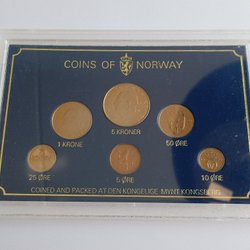 COINS OF NORWAY
5 KRONER
1 KRONE
50 ØRE
25 ØRE
5 ØRE
10 ØRE
COINED AND PACKED AT DEN KONGELIGE MYNT KONGSBERG